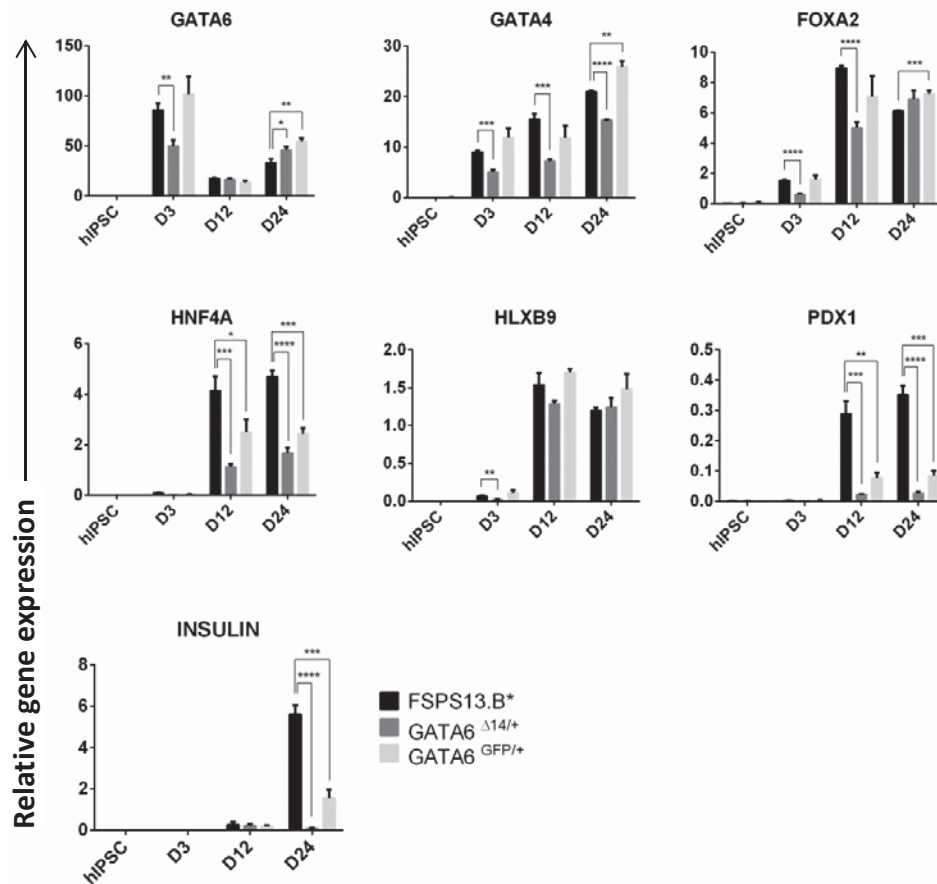 GATA6
150
100
50
0
hIPSC
D3
D12
D24
**
*
**
GATA4
30
20
10
0
hIPSC
D3
D12
D24
***
***
**
****
FOXA2
10
8
6
4
2
0
hIPSC
D3
D12
D24
****
****
***
HNF4A
6
4
2
0
hIPSC
D3
D12
D24
*
***
***
****
HLXB9
2.0
1.5
1.0
0.5
0.0
hIPSC
D3
D12
D24
**
PDX1
0.5
0.4
0.3
0.2
0.1
0.0
hIPSC
D3
D12
D24
**
***
***
****
INSULIN
8
6
4
2
0
hIPSC
D3
D12
D24
***
****
FSPS13.B*
GATA6 Δ14/+
GATA6 GFP/+
Relative gene expression